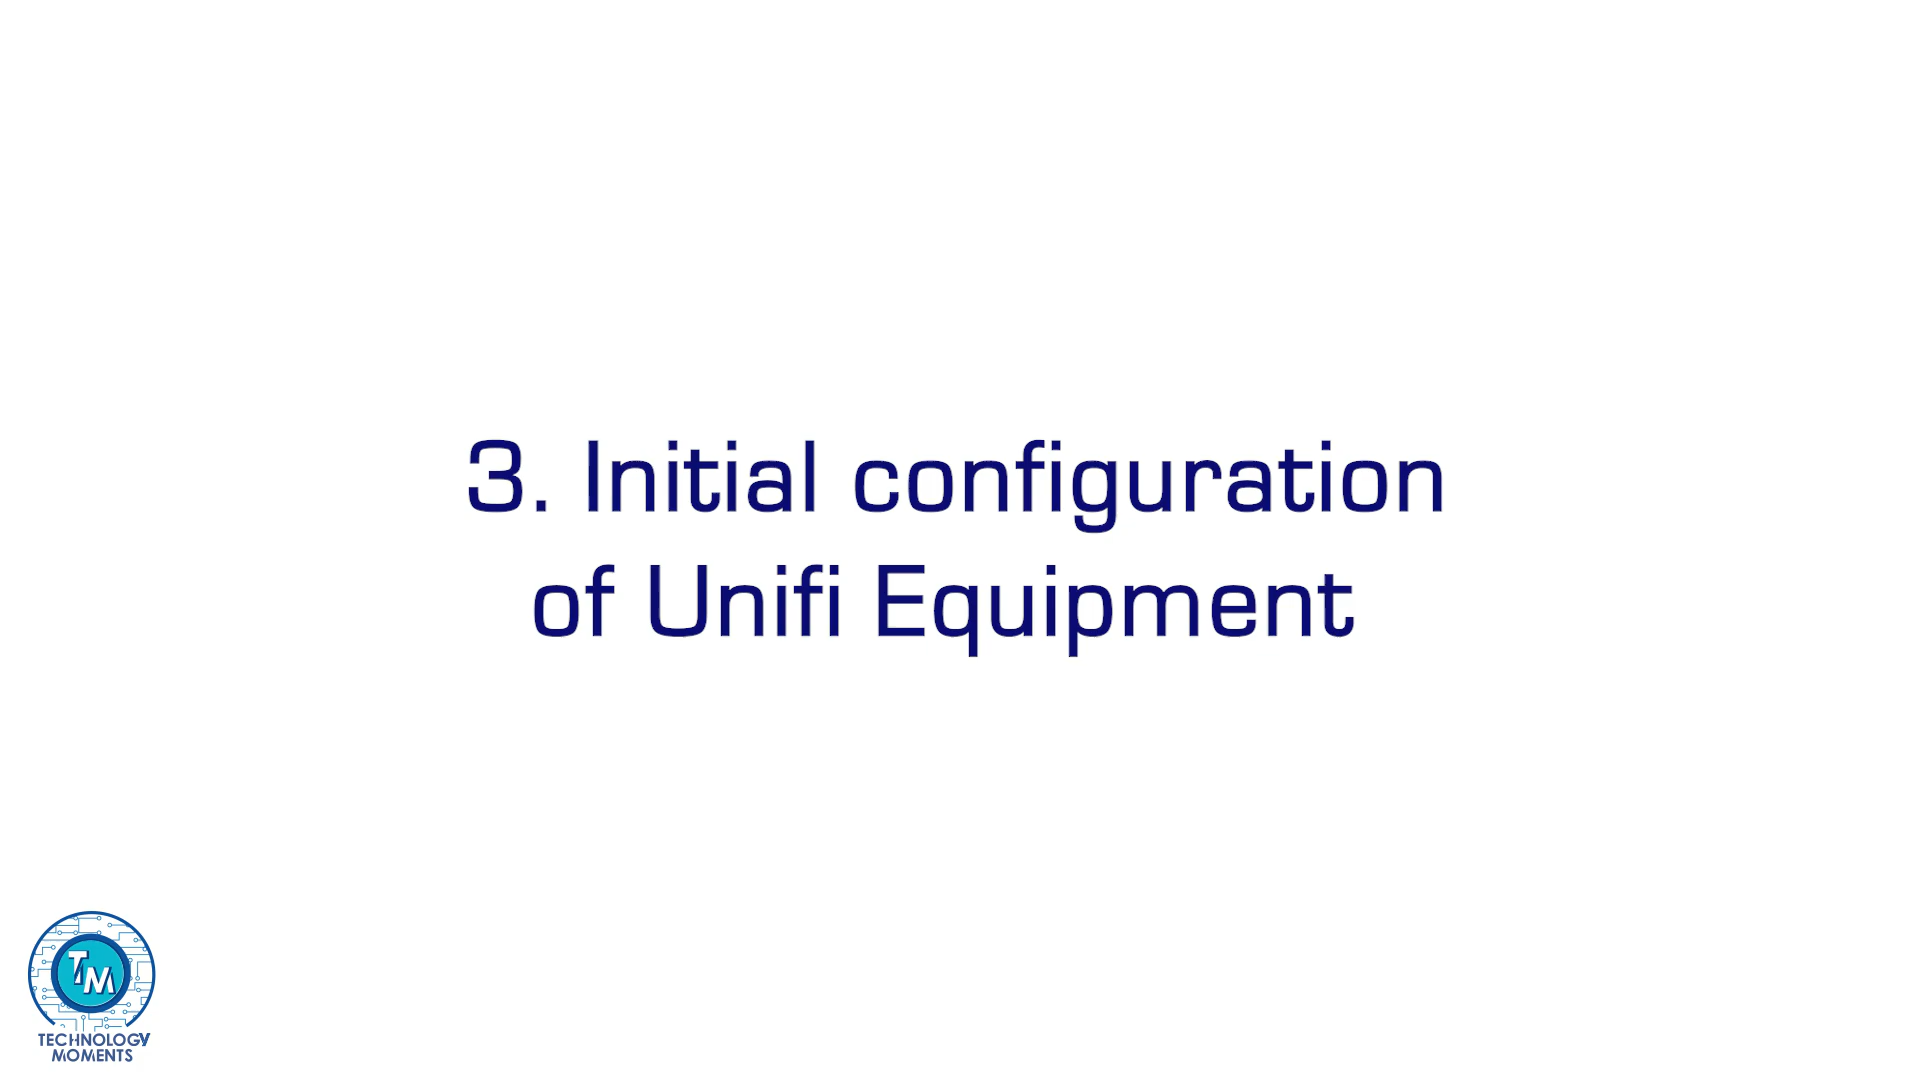 3. Initial configuration
of Unifi Equipment
TM
TECHNOLOGY
MOMENTS